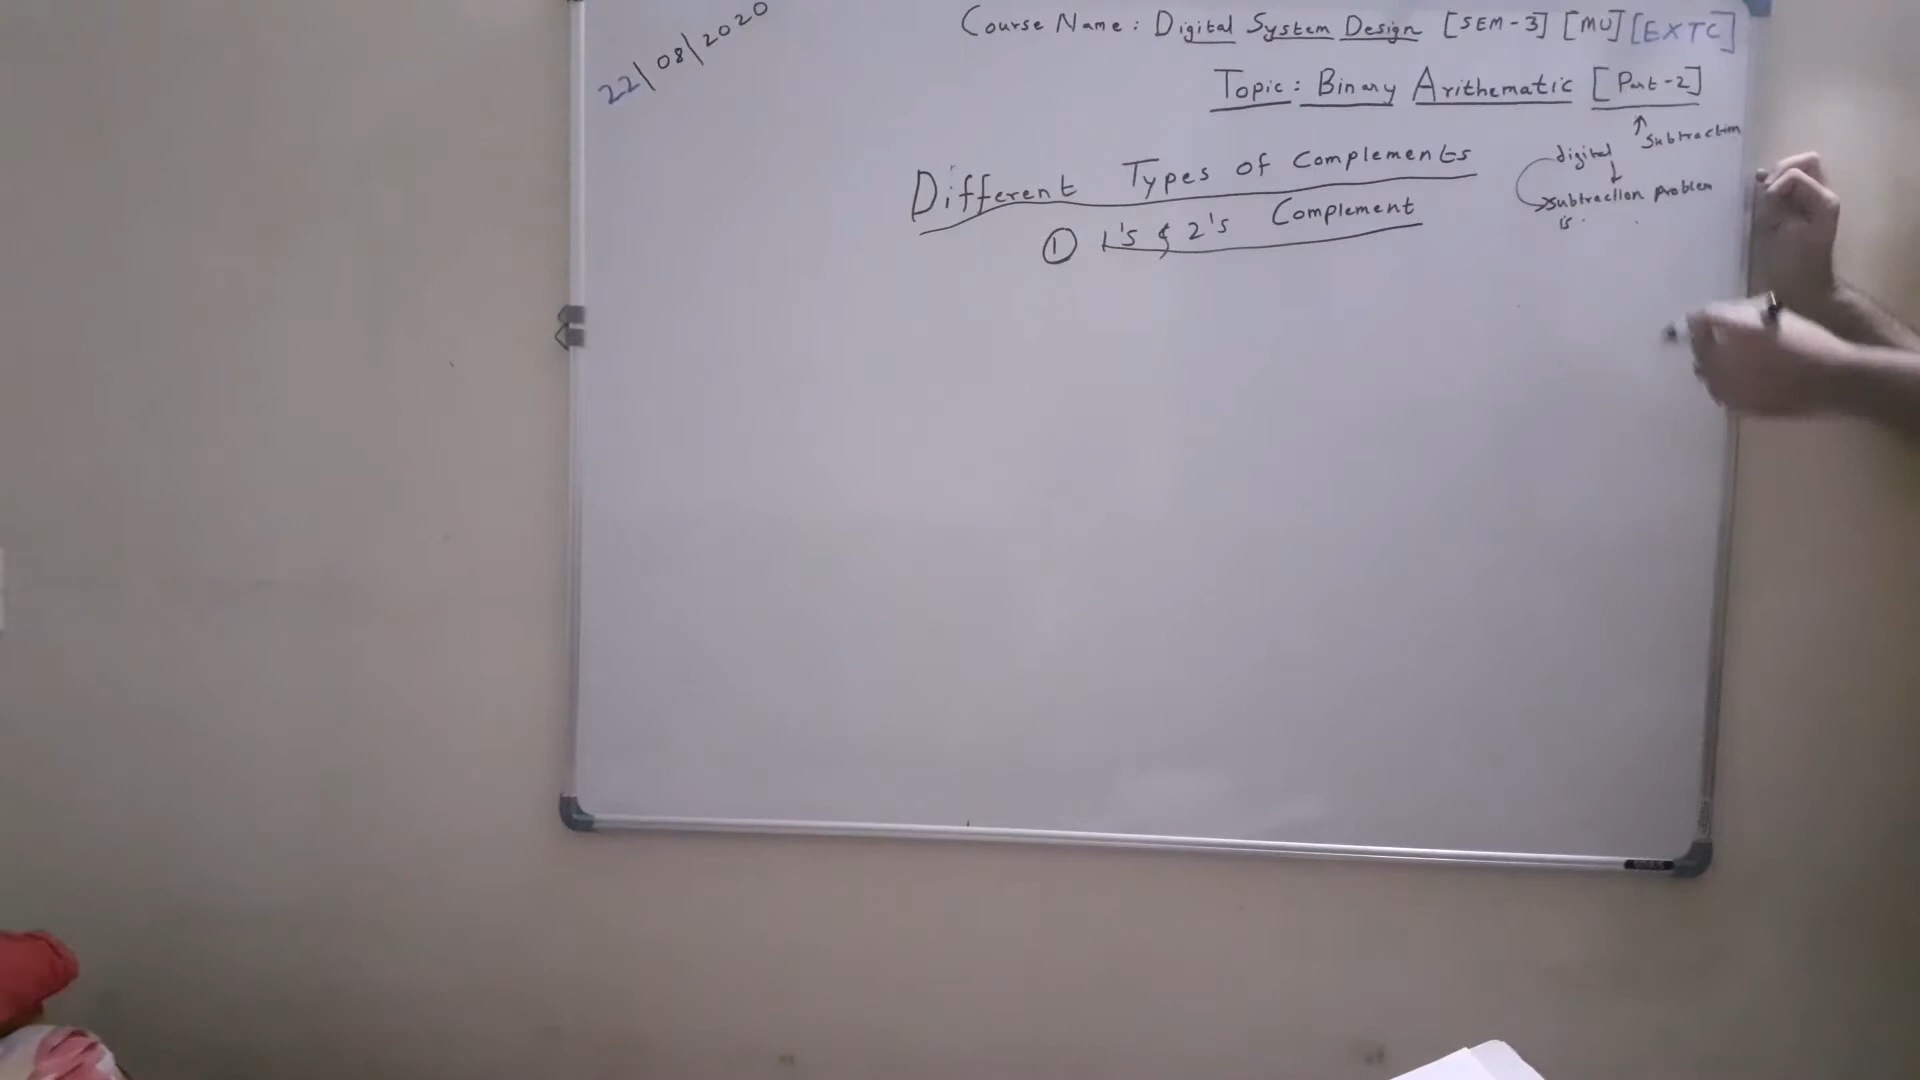 22/08/2020
Course Name: Digital System Design [SEM-3] [MU] [EXTC]
Topic: Binary Arithematic [Part-2]
Subtraction
Different Types of Complements
① 1's & 2's Complement
digital
Subtraction problem
is